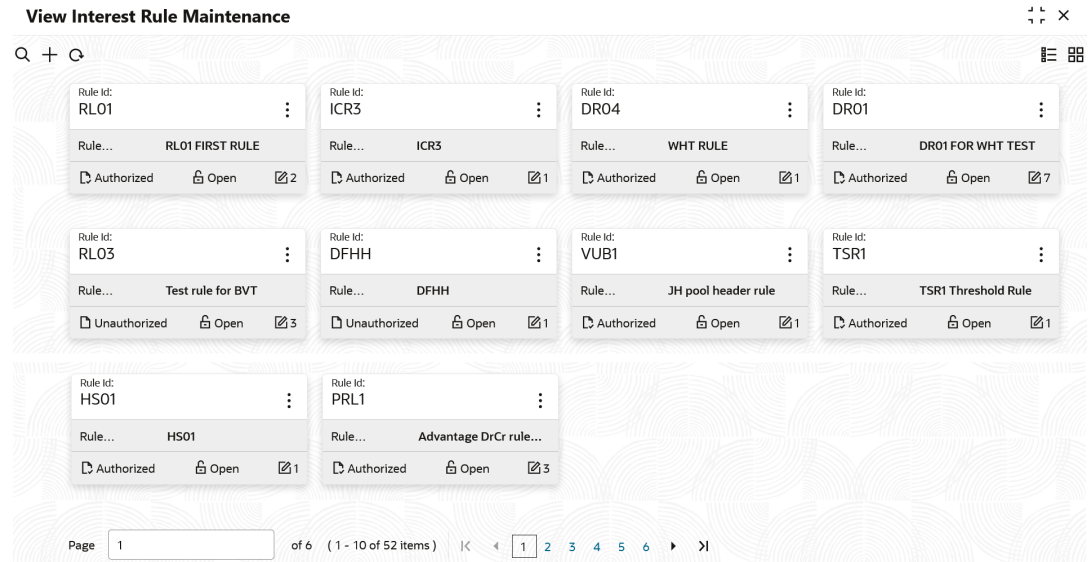 View Interest Rule Maintenance
Rule Id: Rule Id: Rule Id: Rule Id:
RL01 ICR3 DR04 DR01
Rule... RL01 FIRST RULE Rule... ICR3 Rule... WHT RULE Rule... DR01 FOR WHT TEST
Authorized Open 2 Authorized Open 1 Authorized Open 1 Authorized Open 7
Rule Id: Rule Id: Rule Id: Rule Id:
RL03 DFHH VUB1 TSR1
Rule... Test rule for BVT Rule... DFHH Rule... JH pool header rule Rule... TSR1 Threshold Rule
Unauthorized Open 3 Unauthorized Open 1 Authorized Open 1 Authorized Open 1
Rule Id: Rule Id:
HS01 PRL1
Rule... HS01 Rule... Advantage DrCr rule...
Authorized Open 1 Authorized Open 3
Page 1 of 6 ( 1 - 10 of 52 items ) 1 2 3 4 5 6